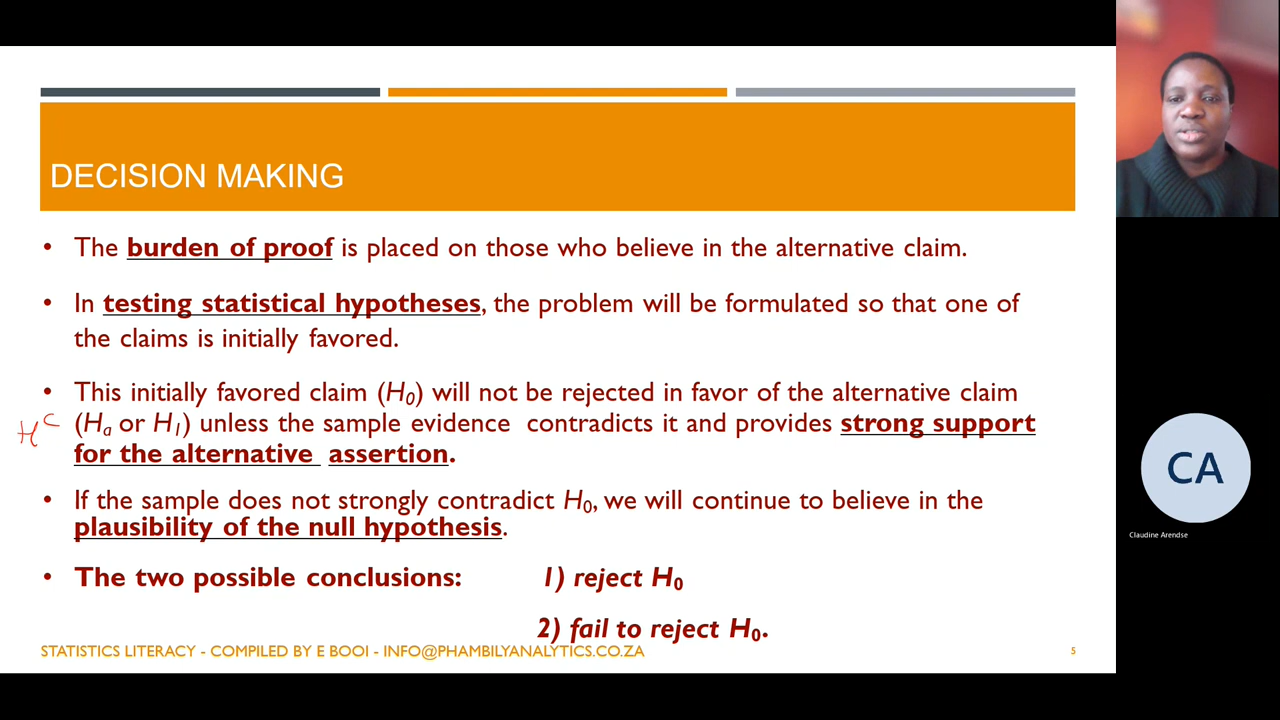 DECISION MAKING
• The burden of proof is placed on those who believe in the alternative claim.
• In testing statistical hypotheses, the problem will be formulated so that one of
the claims is initially favored.
• This initially favored claim (H₀) will not be rejected in favor of the alternative claim
Hᶜ (Hₐ or H₁) unless the sample evidence contradicts it and provides strong support
for the alternative assertion.
• If the sample does not strongly contradict H₀, we will continue to believe in the
plausibility of the null hypothesis.
• The two possible conclusions: 1) reject H₀
2) fail to reject H₀.
STATISTICS LITERACY - COMPILED BY E BOOI - INFO@PHAMBILYANALYTICS.CO.ZA 5
CA
Claudine Arendse